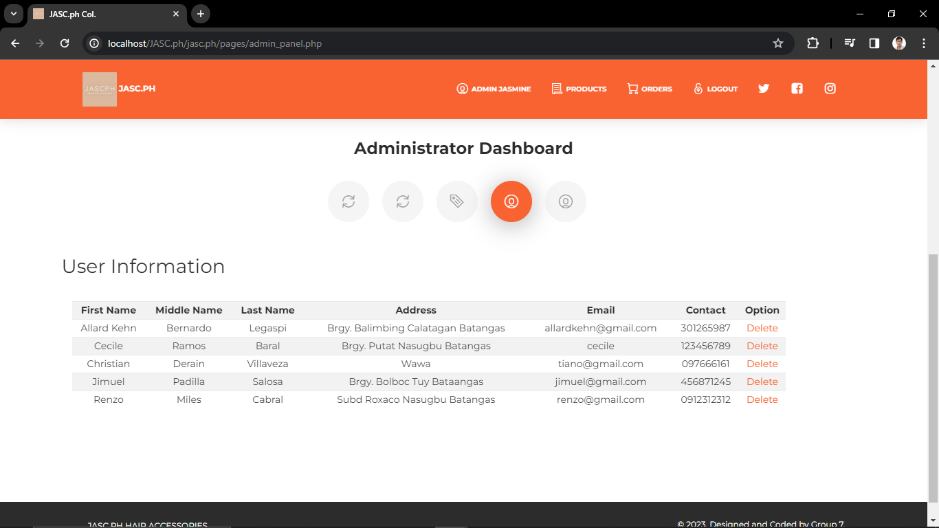 JASC.ph Col.
localhost/JASC.ph/jasc.ph/pages/admin_panel.php
JASC.PH JASC.PH ADMIN JASMINE PRODUCTS ORDERS LOGOUT
Administrator Dashboard
User Information
First Name Middle Name Last Name Address Email Contact Option
Allard Kehn Bernardo Legaspi Brgy. Balimbing Calatagan Batangas allardkehn@gmail.com 301265987 Delete
Cecile Ramos Baral Brgy. Putat Nasugbu Batangas cecile 123456789 Delete
Christian Derain Villaveza Wawa tiano@gmail.com 097666161 Delete
Jimuel Padilla Salosa Brgy. Bolboc Tuy Bataangas jimuel@gmail.com 456871245 Delete
Renzo Miles Cabral Subd Roxaco Nasugbu Batangas renzo@gmail.com 0912312312 Delete
JASC.PH HAIR ACCESSORIES © 2023. Designed and Coded by Group 7